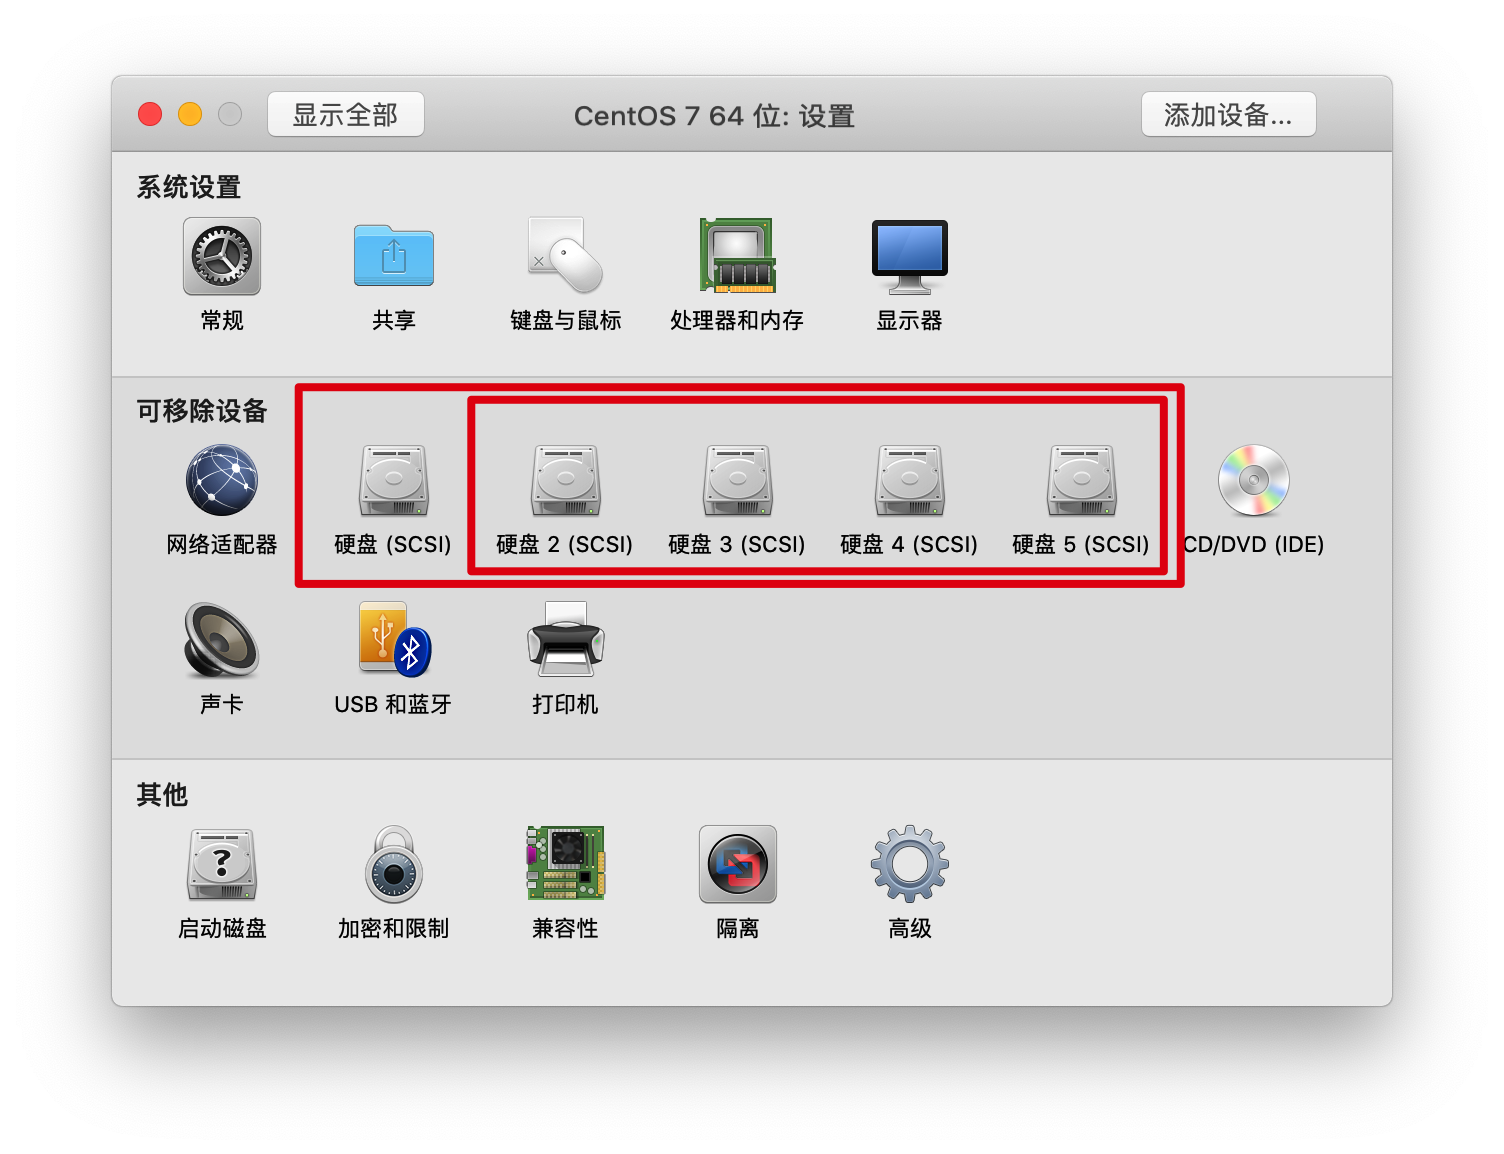 显示全部 CentOS 7 64 位: 设置 添加设备...
系统设置
常规 共享 键盘与鼠标 处理器和内存 显示器
可移除设备
网络适配器 硬盘 (SCSI) 硬盘 2 (SCSI) 硬盘 3 (SCSI) 硬盘 4 (SCSI) 硬盘 5 (SCSI) CD/DVD (IDE)
声卡 USB 和蓝牙 打印机
其他
?
启动磁盘 加密和限制 兼容性 隔离 高级